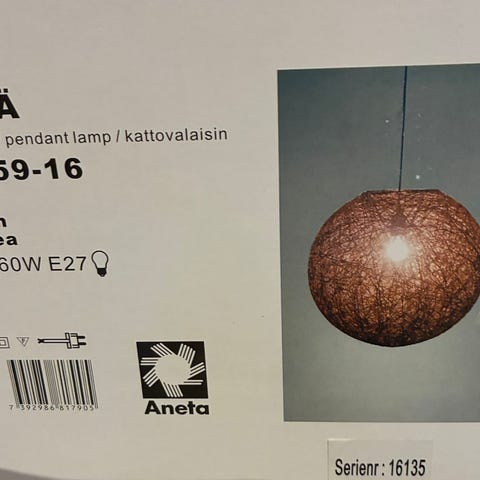 Ä
pendant lamp / kattovalaisin
59-16
n
ea
60W E27
7 392986 817905
Aneta
Serienr : 16135